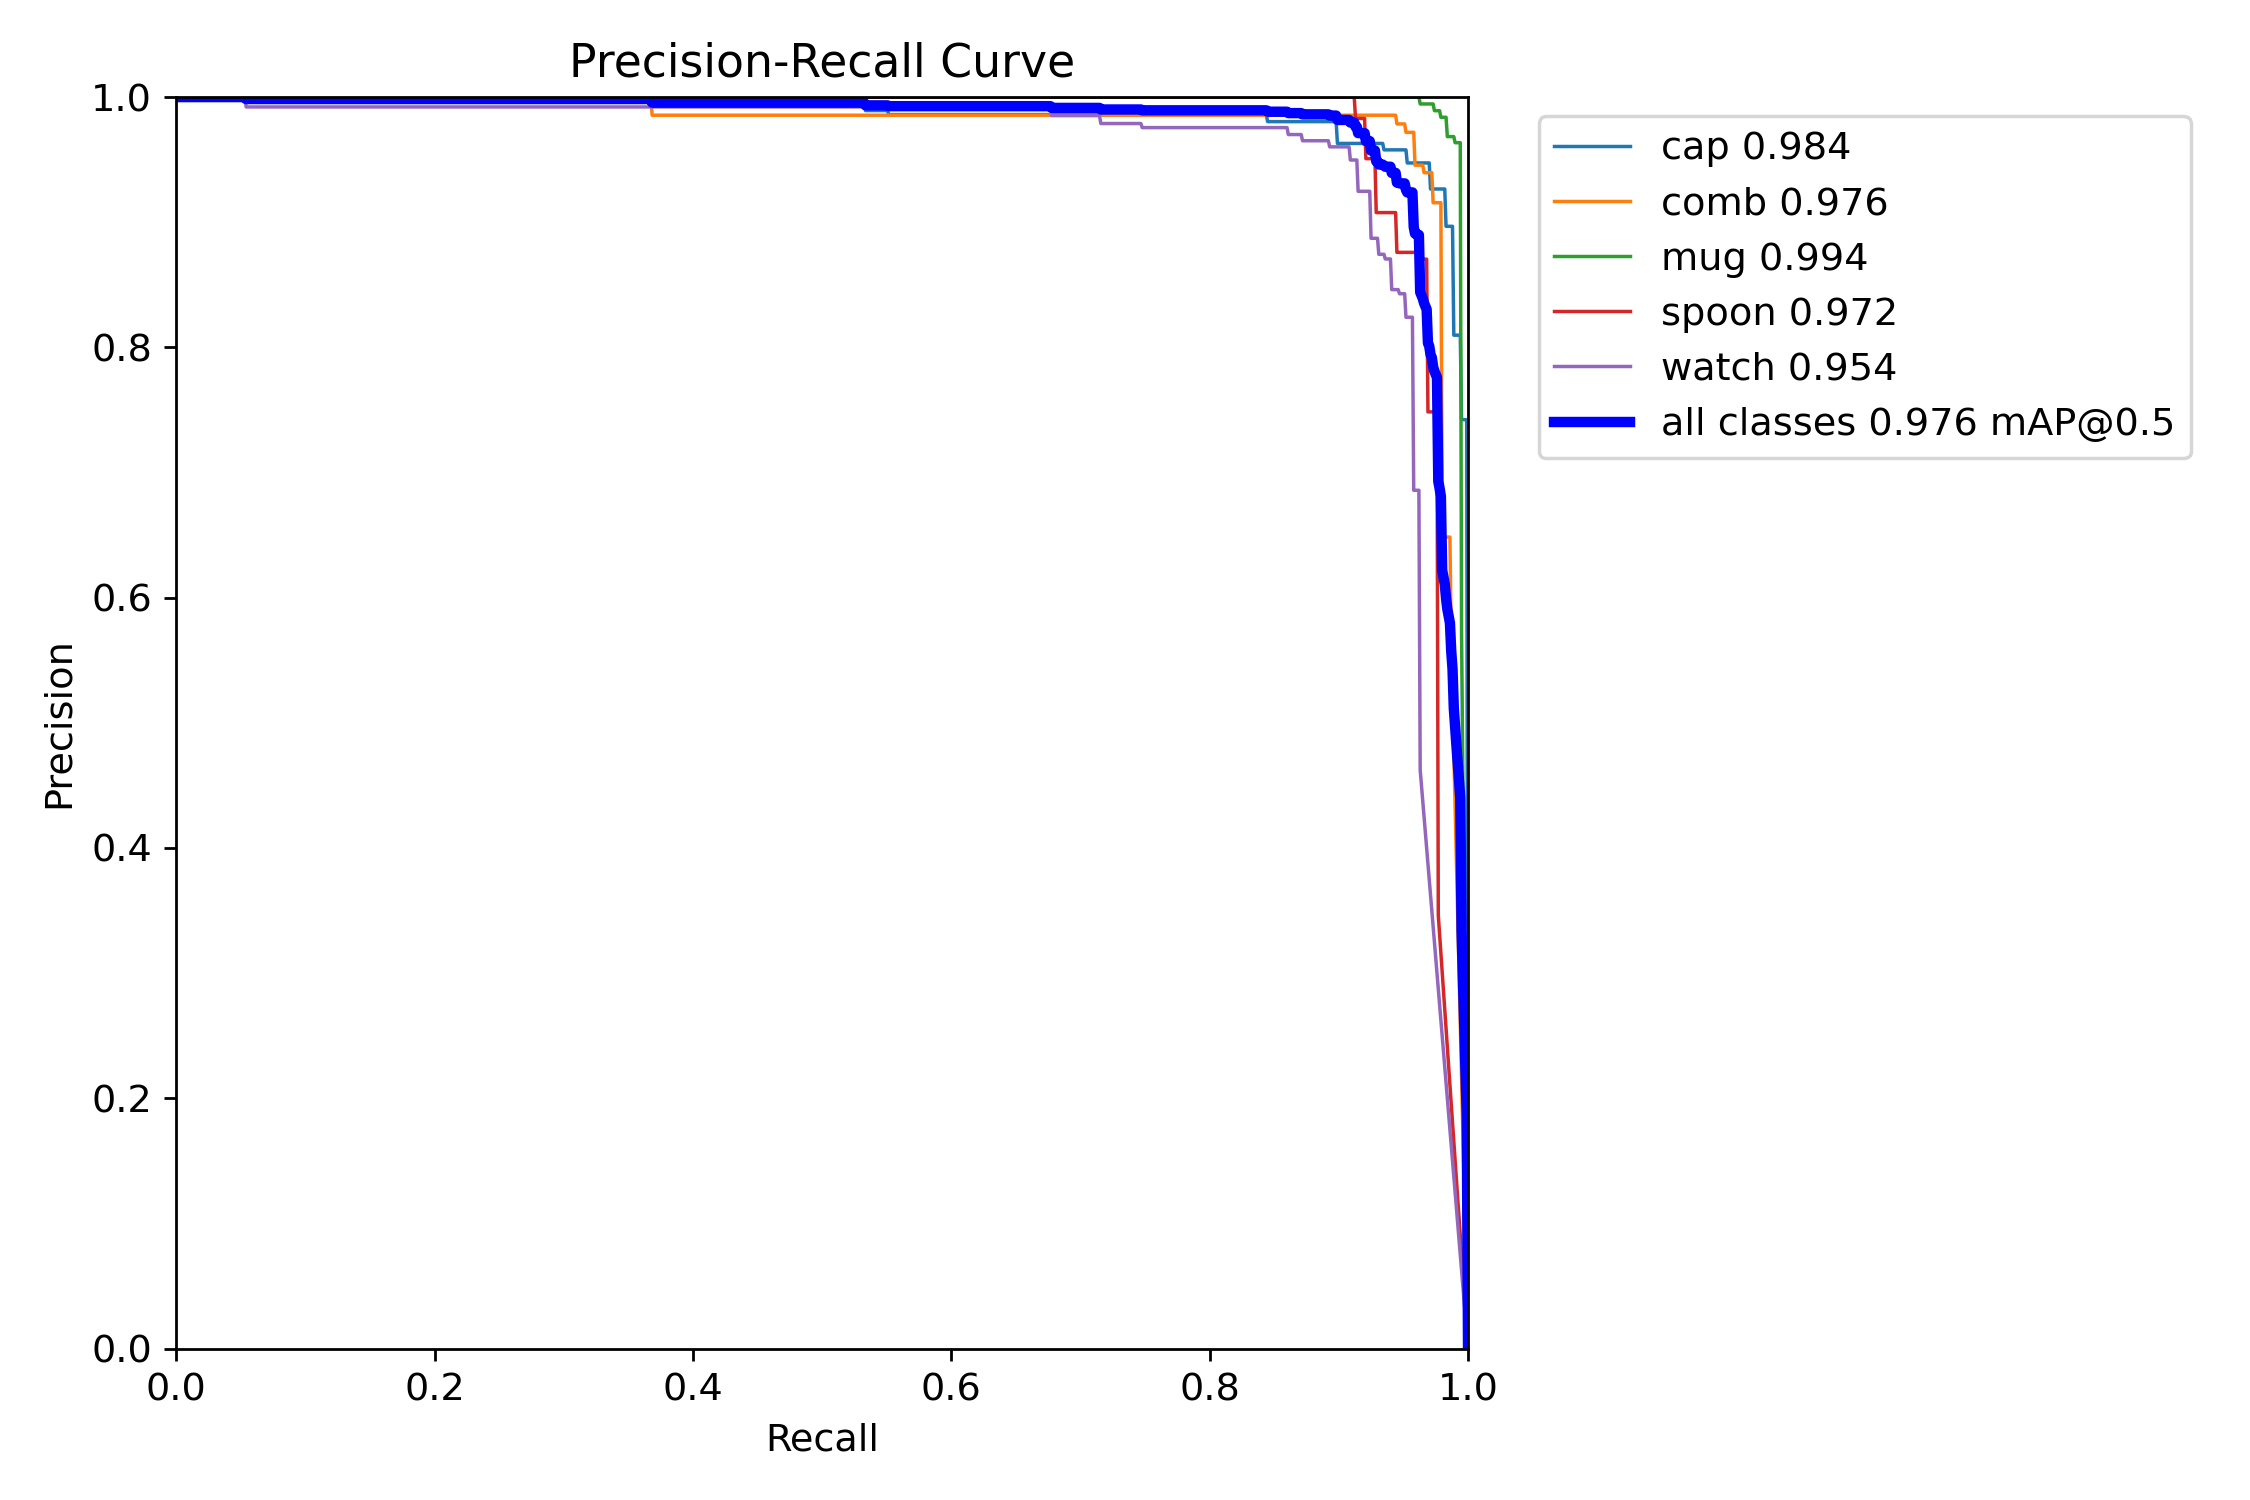 Precision-Recall Curve
1.0
0.8
0.6
0.4
0.2
0.0
Precision
0.0 0.2 0.4 0.6 0.8 1.0
Recall
cap 0.984
comb 0.976
mug 0.994
spoon 0.972
watch 0.954
all classes 0.976 mAP@0.5